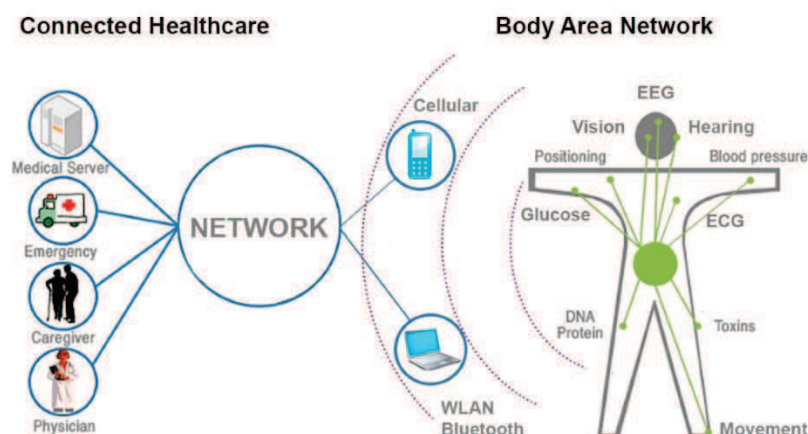 Connected Healthcare
Body Area Network
Medical Server
Emergency
Caregiver
Physician
NETWORK
Cellular
WLAN
Bluetooth
EEG
Vision
Hearing
Positioning
Blood pressure
Glucose
ECG
DNA
Protein
Toxins
Movement